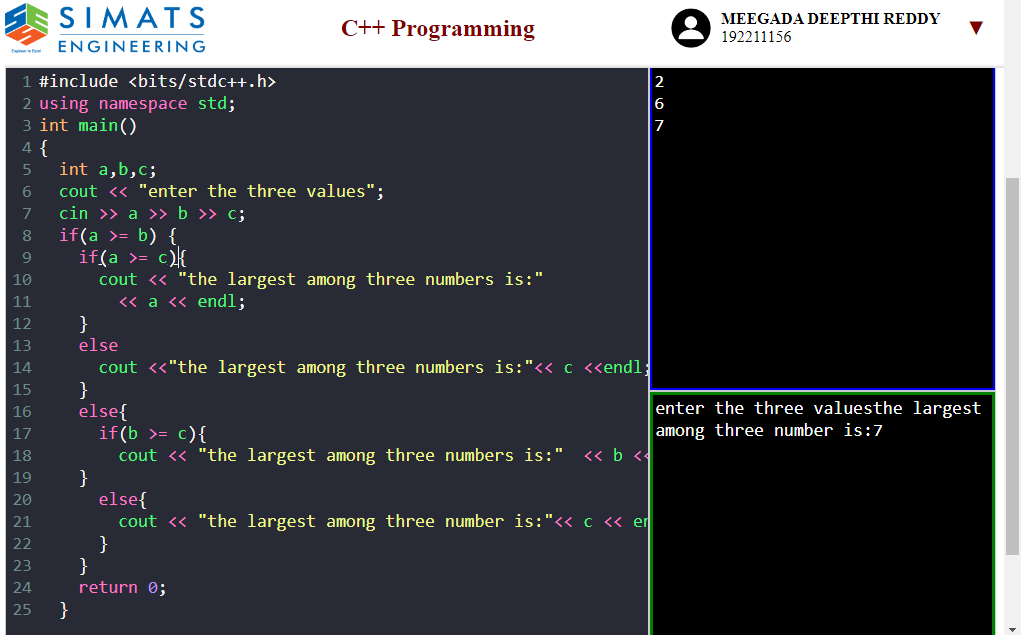 SIMATS
ENGINEERING
Engineer to Excel
C++ Programming
MEEGADA DEEPTHI REDDY
192211156
1 #include <bits/stdc++.h>
2 using namespace std;
3 int main()
4 {
5 int a,b,c;
6 cout << "enter the three values";
7 cin >> a >> b >> c;
8 if(a >= b) {
9 if(a >= c){
10 cout << "the largest among three numbers is:"
11 << a << endl;
12 }
13 else
14 cout <<"the largest among three numbers is:"<< c <<endl;
15 }
16 else{
17 if(b >= c){
18 cout << "the largest among three numbers is:" << b <<
19 }
20 else{
21 cout << "the largest among three number is:"<< c << en
22 }
23 }
24 return 0;
25 }
2
6
7
enter the three valuesthe largest
among three number is:7